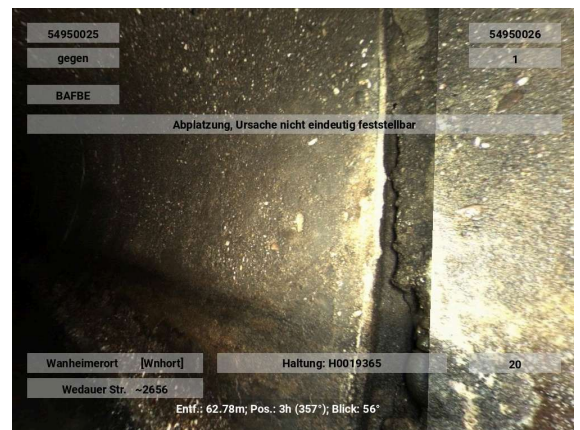 54950025 54950026
gegen 1
BAFBE
Abplatzung, Ursache nicht eindeutig feststellbar
Wanheimerort [Wnhort] Haltung: H0019365 20
Wedauer Str. ~2656
Entf.: 62.78m; Pos.: 3h (357°); Blick: 56°